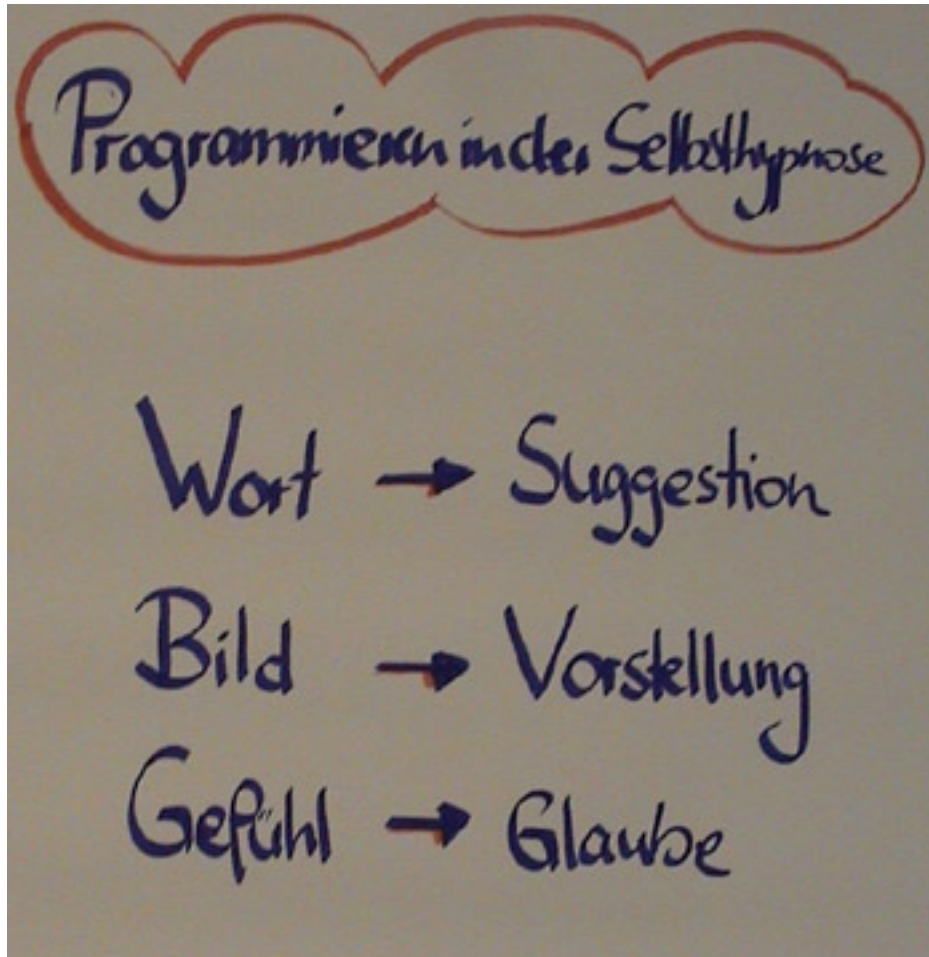 Programmieren in der Selbsthypnose
Wort → Suggestion
Bild → Vorstellung
Gefühl → Glaube